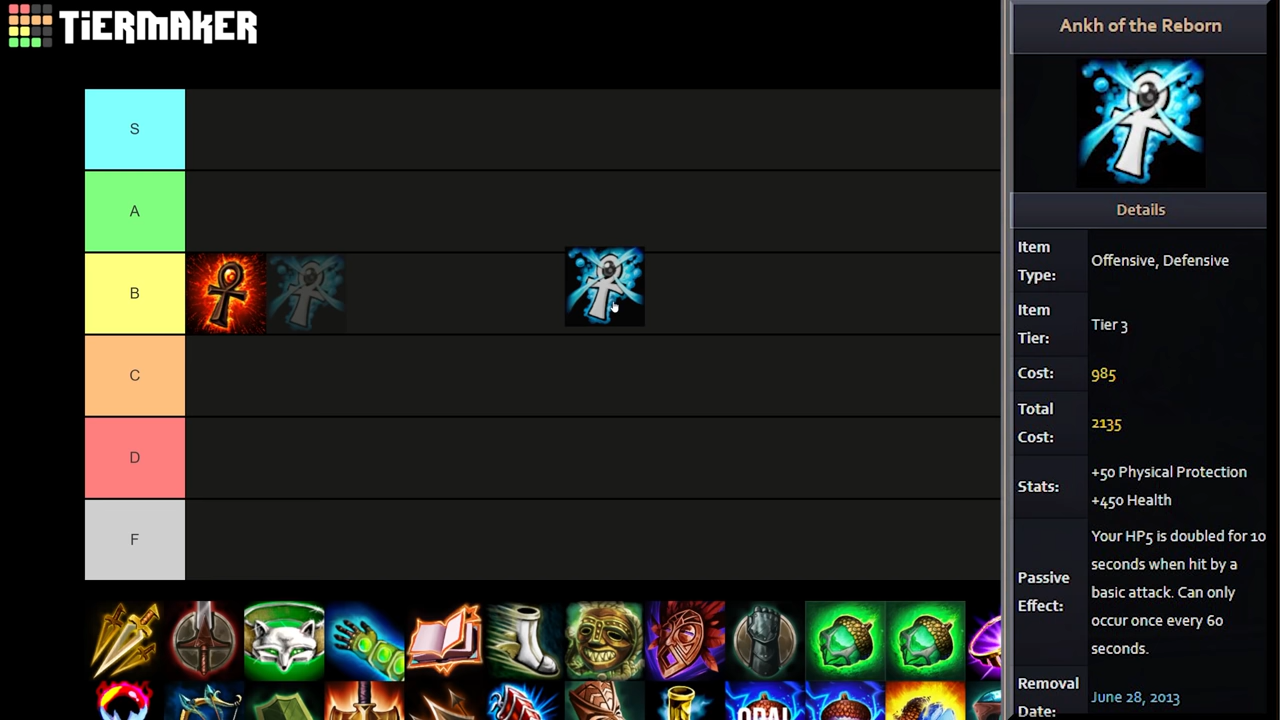 TiERMAKER
Ankh of the Reborn
Details
Item Type:
Offensive, Defensive
Item Tier:
Tier 3
Cost:
985
Total Cost:
2135
Stats:
+50 Physical Protection
+450 Health
Passive Effect:
Your HP5 is doubled for 10
seconds when hit by a
basic attack. Can only
occur once every 60
seconds.
Removal Date:
June 28, 2013
S
A
B
C
D
F